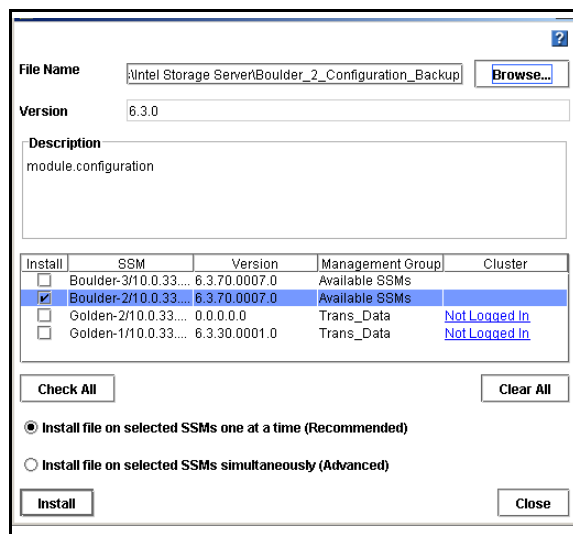 ?
File Name :\Intel Storage Server\Boulder_2_Configuration_Backup Browse...
Version 6.3.0
Description
module.configuration
Install SSM Version Management Group Cluster
Boulder-3/10.0.33.... 6.3.70.0007.0 Available SSMs
Boulder-2/10.0.33.... 6.3.70.0007.0 Available SSMs
Golden-2/10.0.33.... 0.0.0.0.0 Trans_Data Not Logged In
Golden-1/10.0.33.... 6.3.30.0001.0 Trans_Data Not Logged In
Check All Clear All
Install file on selected SSMs one at a time (Recommended)
Install file on selected SSMs simultaneously (Advanced)
Install Close